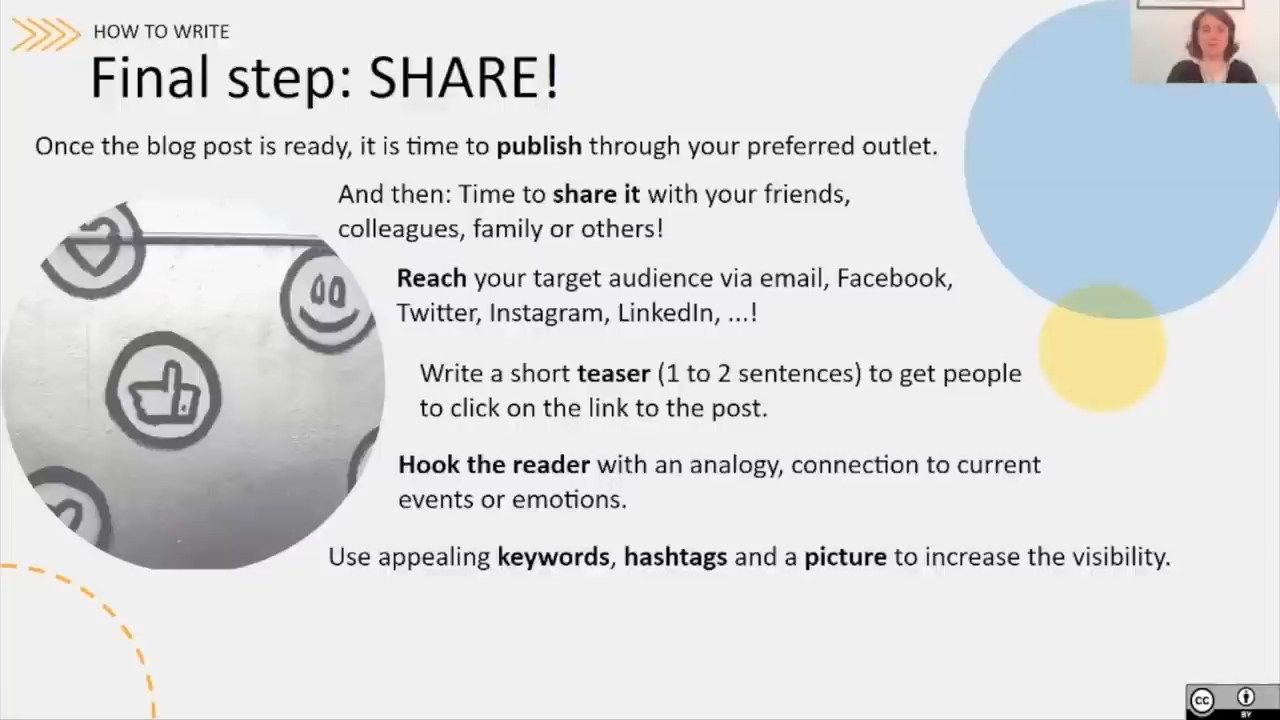 HOW TO WRITE
Final step: SHARE!
Once the blog post is ready, it is time to publish through your preferred outlet.
And then: Time to share it with your friends,
colleagues, family or others!
Reach your target audience via email, Facebook,
Twitter, Instagram, LinkedIn, ...!
Write a short teaser (1 to 2 sentences) to get people
to click on the link to the post.
Hook the reader with an analogy, connection to current
events or emotions.
Use appealing keywords, hashtags and a picture to increase the visibility.
cc
BY